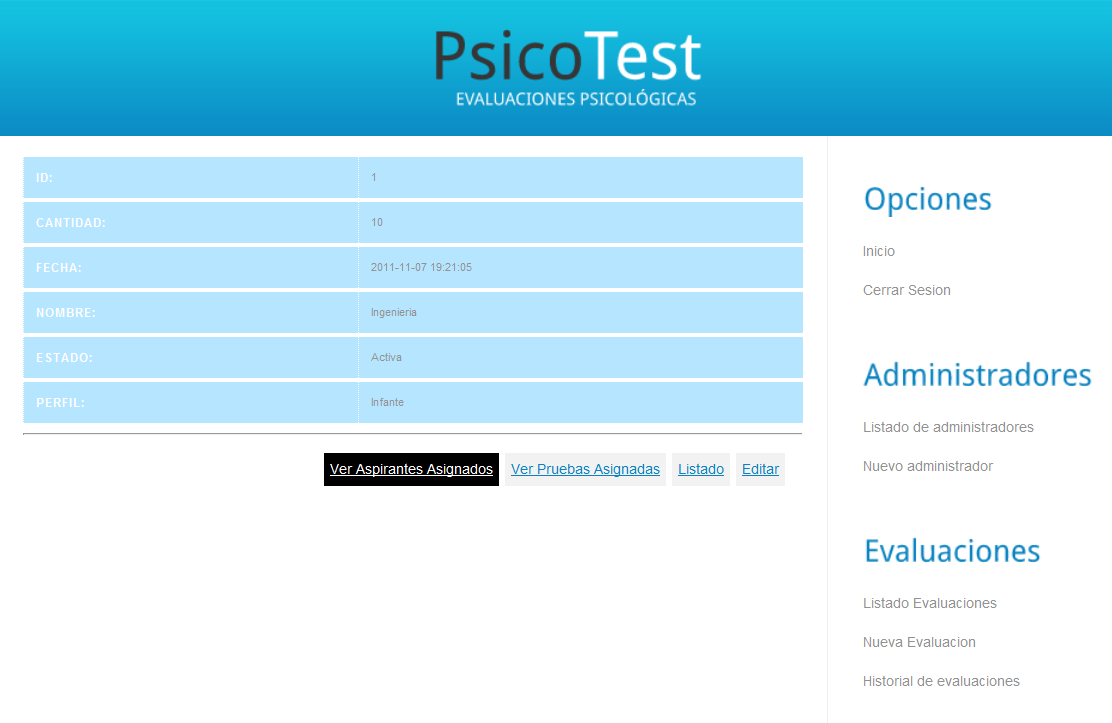 PsicoTest
EVALUACIONES PSICOLÓGICAS
ID: 1
CANTIDAD: 10
FECHA: 2011-11-07 19:21:05
NOMBRE: Ingenieria
ESTADO: Activa
PERFIL: Infante
Ver Aspirantes Asignados Ver Pruebas Asignadas Listado Editar
Opciones
Inicio
Cerrar Sesion
Administradores
Listado de administradores
Nuevo administrador
Evaluaciones
Listado Evaluaciones
Nueva Evaluacion
Historial de evaluaciones